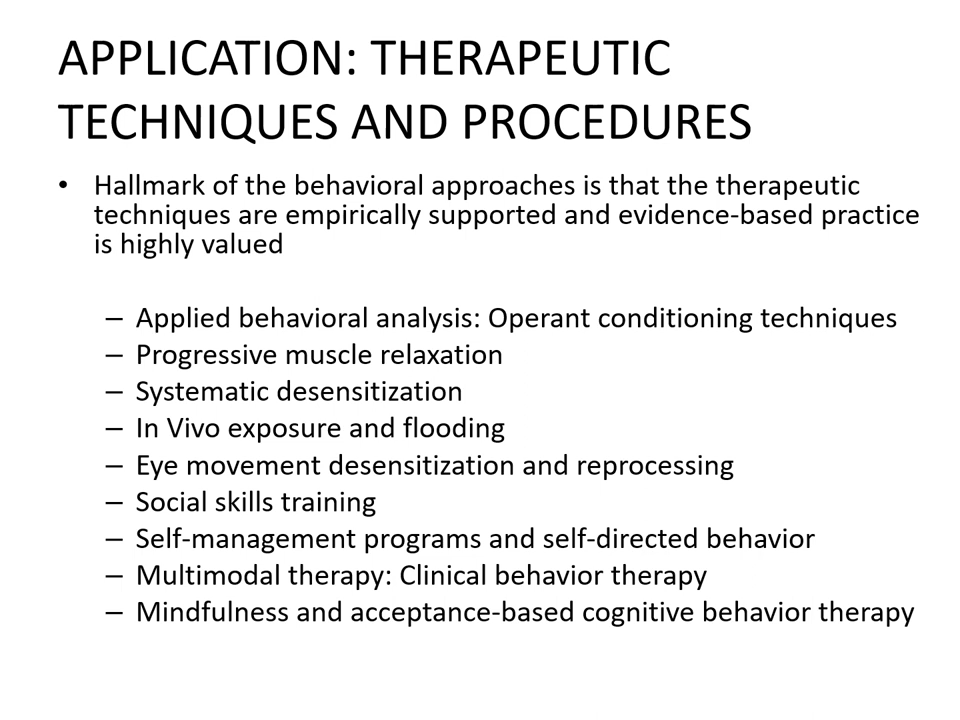 APPLICATION: THERAPEUTIC
TECHNIQUES AND PROCEDURES
• Hallmark of the behavioral approaches is that the therapeutic
techniques are empirically supported and evidence-based practice
is highly valued
– Applied behavioral analysis: Operant conditioning techniques
– Progressive muscle relaxation
– Systematic desensitization
– In Vivo exposure and flooding
– Eye movement desensitization and reprocessing
– Social skills training
– Self-management programs and self-directed behavior
– Multimodal therapy: Clinical behavior therapy
– Mindfulness and acceptance-based cognitive behavior therapy